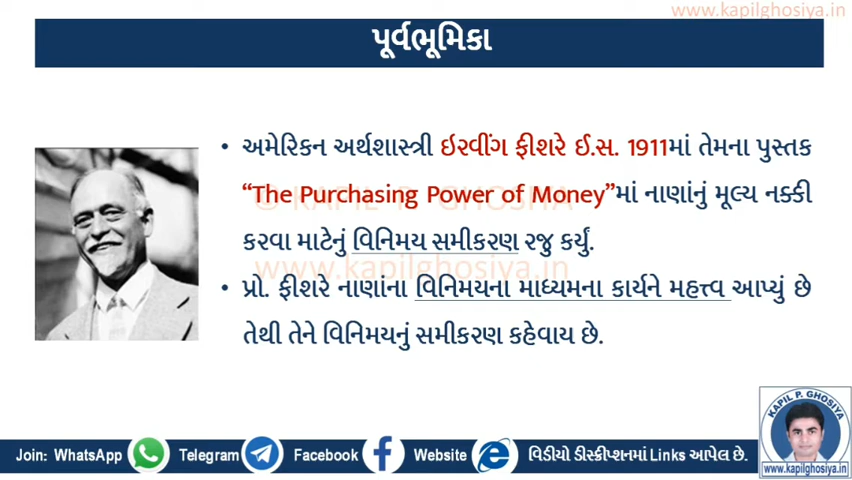 www.kapilghosiya.in
પૂર્વભૂમિકા
• અમેરિકન અર્થશાસ્ત્રી ઇરવીંગ ફીશરે ઈ.સ. 1911માં તેમના પુસ્તક
“The Purchasing Power of Money”માં નાણાંનું મૂલ્ય નક્કી
કરવા માટેનું વિનિમય સમીકરણ રજુ કર્યું.
www.kapilghosiya.in
• પ્રો. ફીશરે નાણાંના વિનિમયના માધ્યમના કાર્યને મહત્ત્વ આપ્યું છે
તેથી તેને વિનિમયનું સમીકરણ કહેવાય છે.
KAPIL P. GHOSIYA
www.kapilghosiya.in
Join: WhatsApp Telegram Facebook Website વિડીયો ડીસ્ક્રીપ્શનમાં Links આપેલ છે.